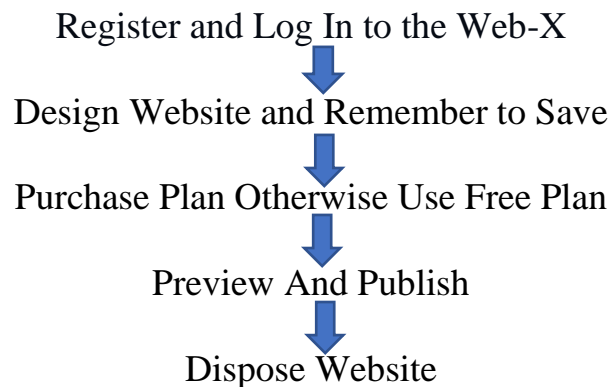 Register and Log In to the Web-X
Design Website and Remember to Save
Purchase Plan Otherwise Use Free Plan
Preview And Publish
Dispose Website